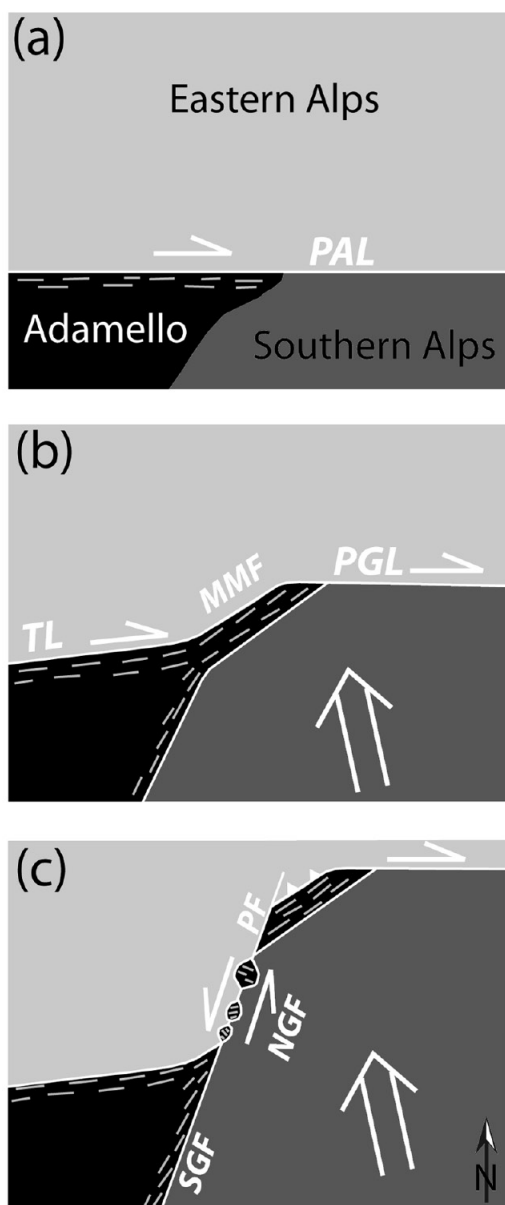 (a)
Eastern Alps
PAL
Adamello
Southern Alps
(b)
TL
MMF
PGL
(c)
PF
NGF
SGF
N